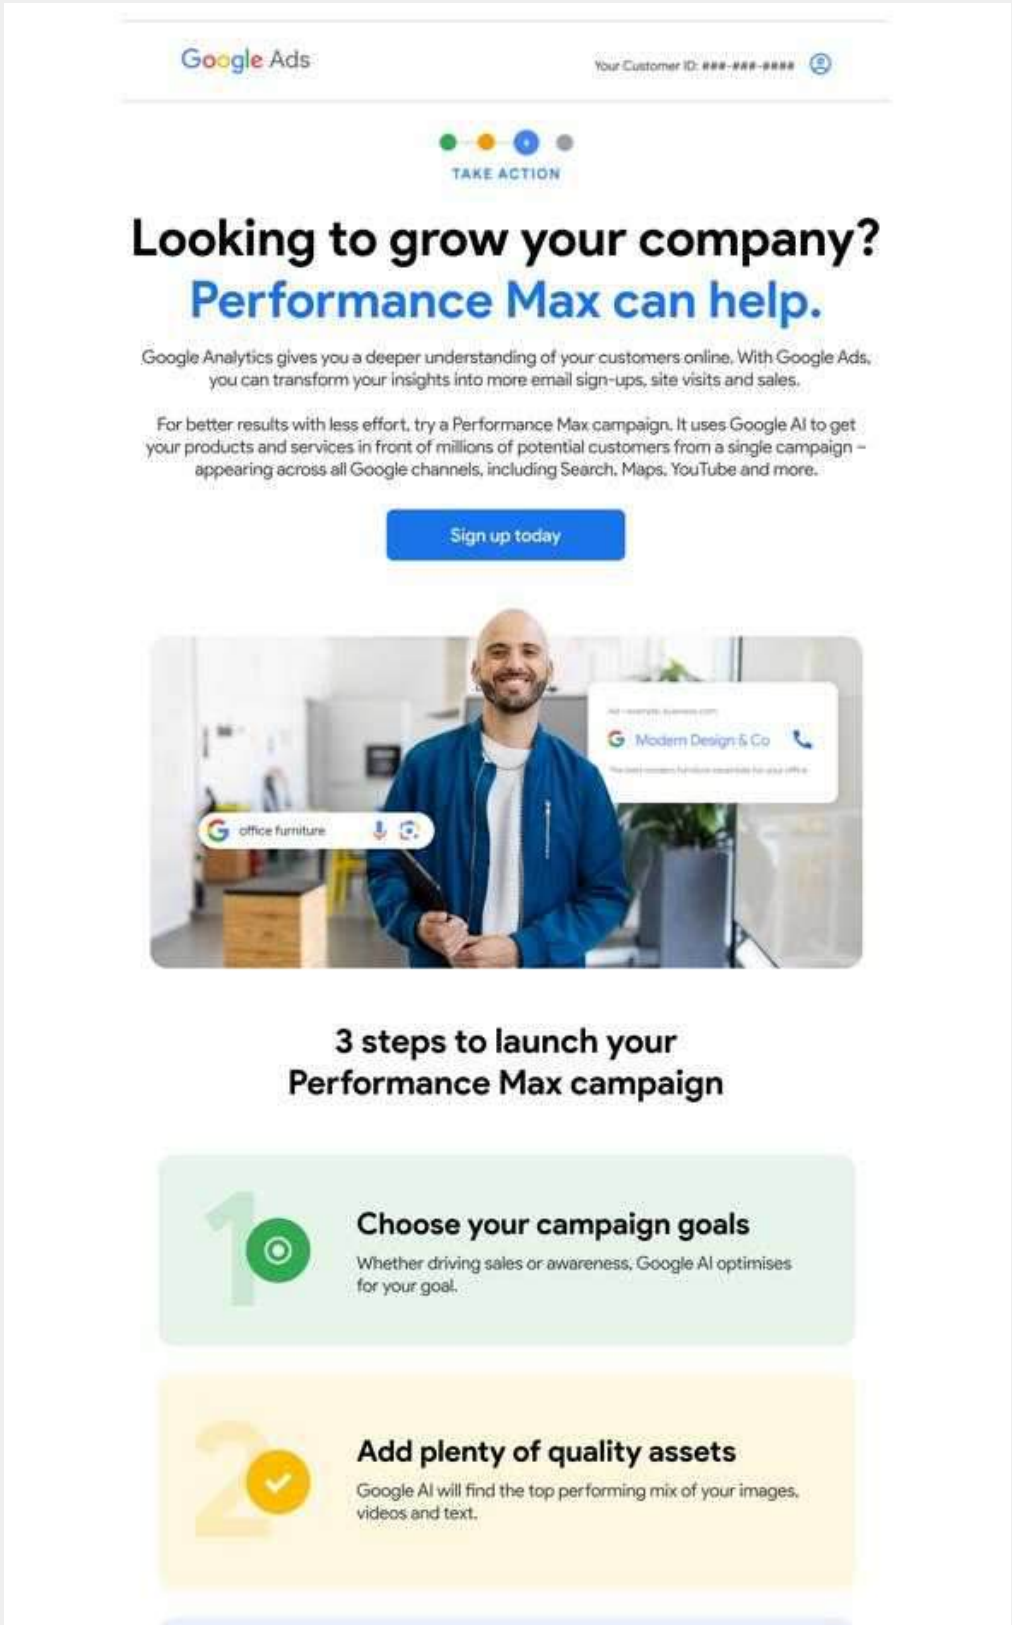 Google Ads
Your Customer ID: ###-###-####
TAKE ACTION
Looking to grow your company?
Performance Max can help.
Google Analytics gives you a deeper understanding of your customers online. With Google Ads,
you can transform your insights into more email sign-ups, site visits and sales.
For better results with less effort, try a Performance Max campaign. It uses Google AI to get
your products and services in front of millions of potential customers from a single campaign –
appearing across all Google channels, including Search, Maps, YouTube and more.
Sign up today
Modern Design & Co
office furniture
3 steps to launch your
Performance Max campaign
1
Choose your campaign goals
Whether driving sales or awareness, Google AI optimises
for your goal.
2
Add plenty of quality assets
Google AI will find the top performing mix of your images,
videos and text.